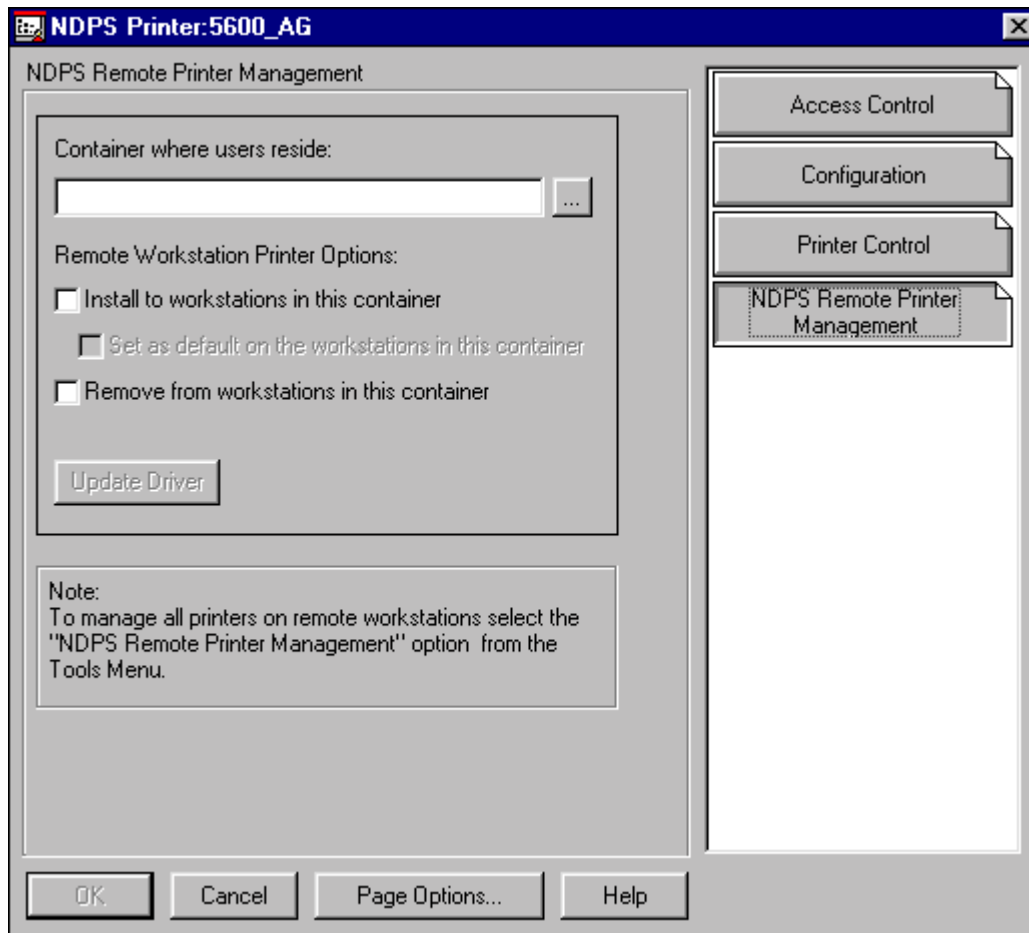 NDPS Printer:5600_AG
NDPS Remote Printer Management
Container where users reside:
...
Remote Workstation Printer Options:
Install to workstations in this container
Set as default on the workstations in this container
Remove from workstations in this container
Update Driver
Note:
To manage all printers on remote workstations select the
"NDPS Remote Printer Management" option  from the
Tools Menu.
Access Control
Configuration
Printer Control
NDPS Remote Printer
Management
OK
Cancel
Page Options...
Help